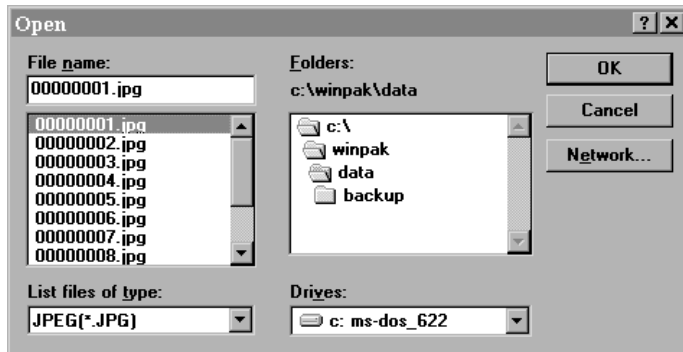 Open
File name:
00000001.jpg
00000001.jpg
00000002.jpg
00000003.jpg
00000004.jpg
00000005.jpg
00000006.jpg
00000007.jpg
00000008.jpg
List files of type:
JPEG(*.JPG)
Folders:
c:\winpak\data
c:\
winpak
data
backup
Drives:
c: ms-dos_622
OK
Cancel
Network...